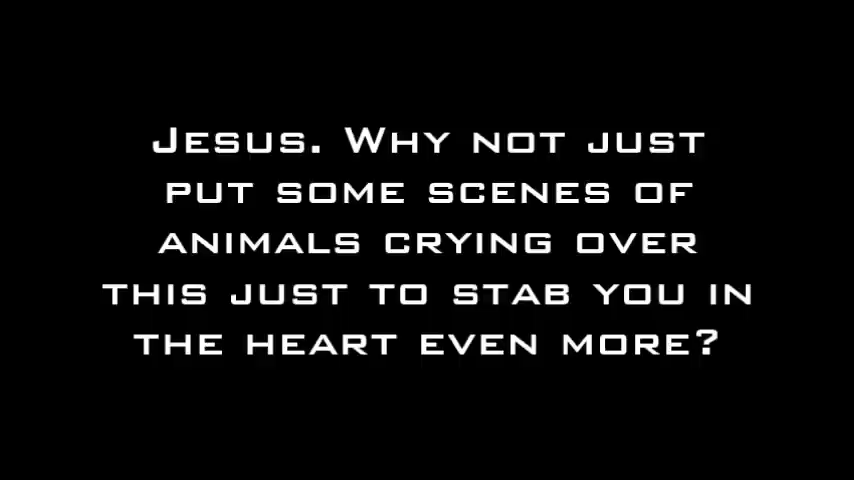 Jesus. Why not just
put some scenes of
animals crying over
this just to stab you in
the heart even more?